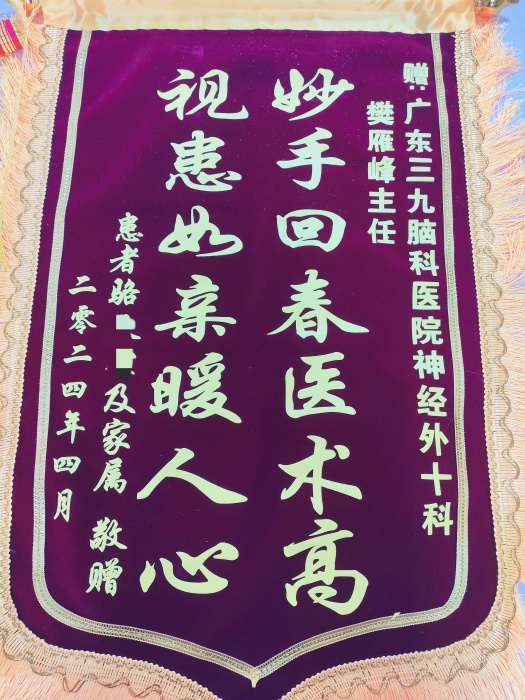 赠:广东三九脑科医院神经外十科
樊雁峰主任
妙手回春医术高
视患如亲暖人心
患者骆 及家属 敬赠
二零二四年四月